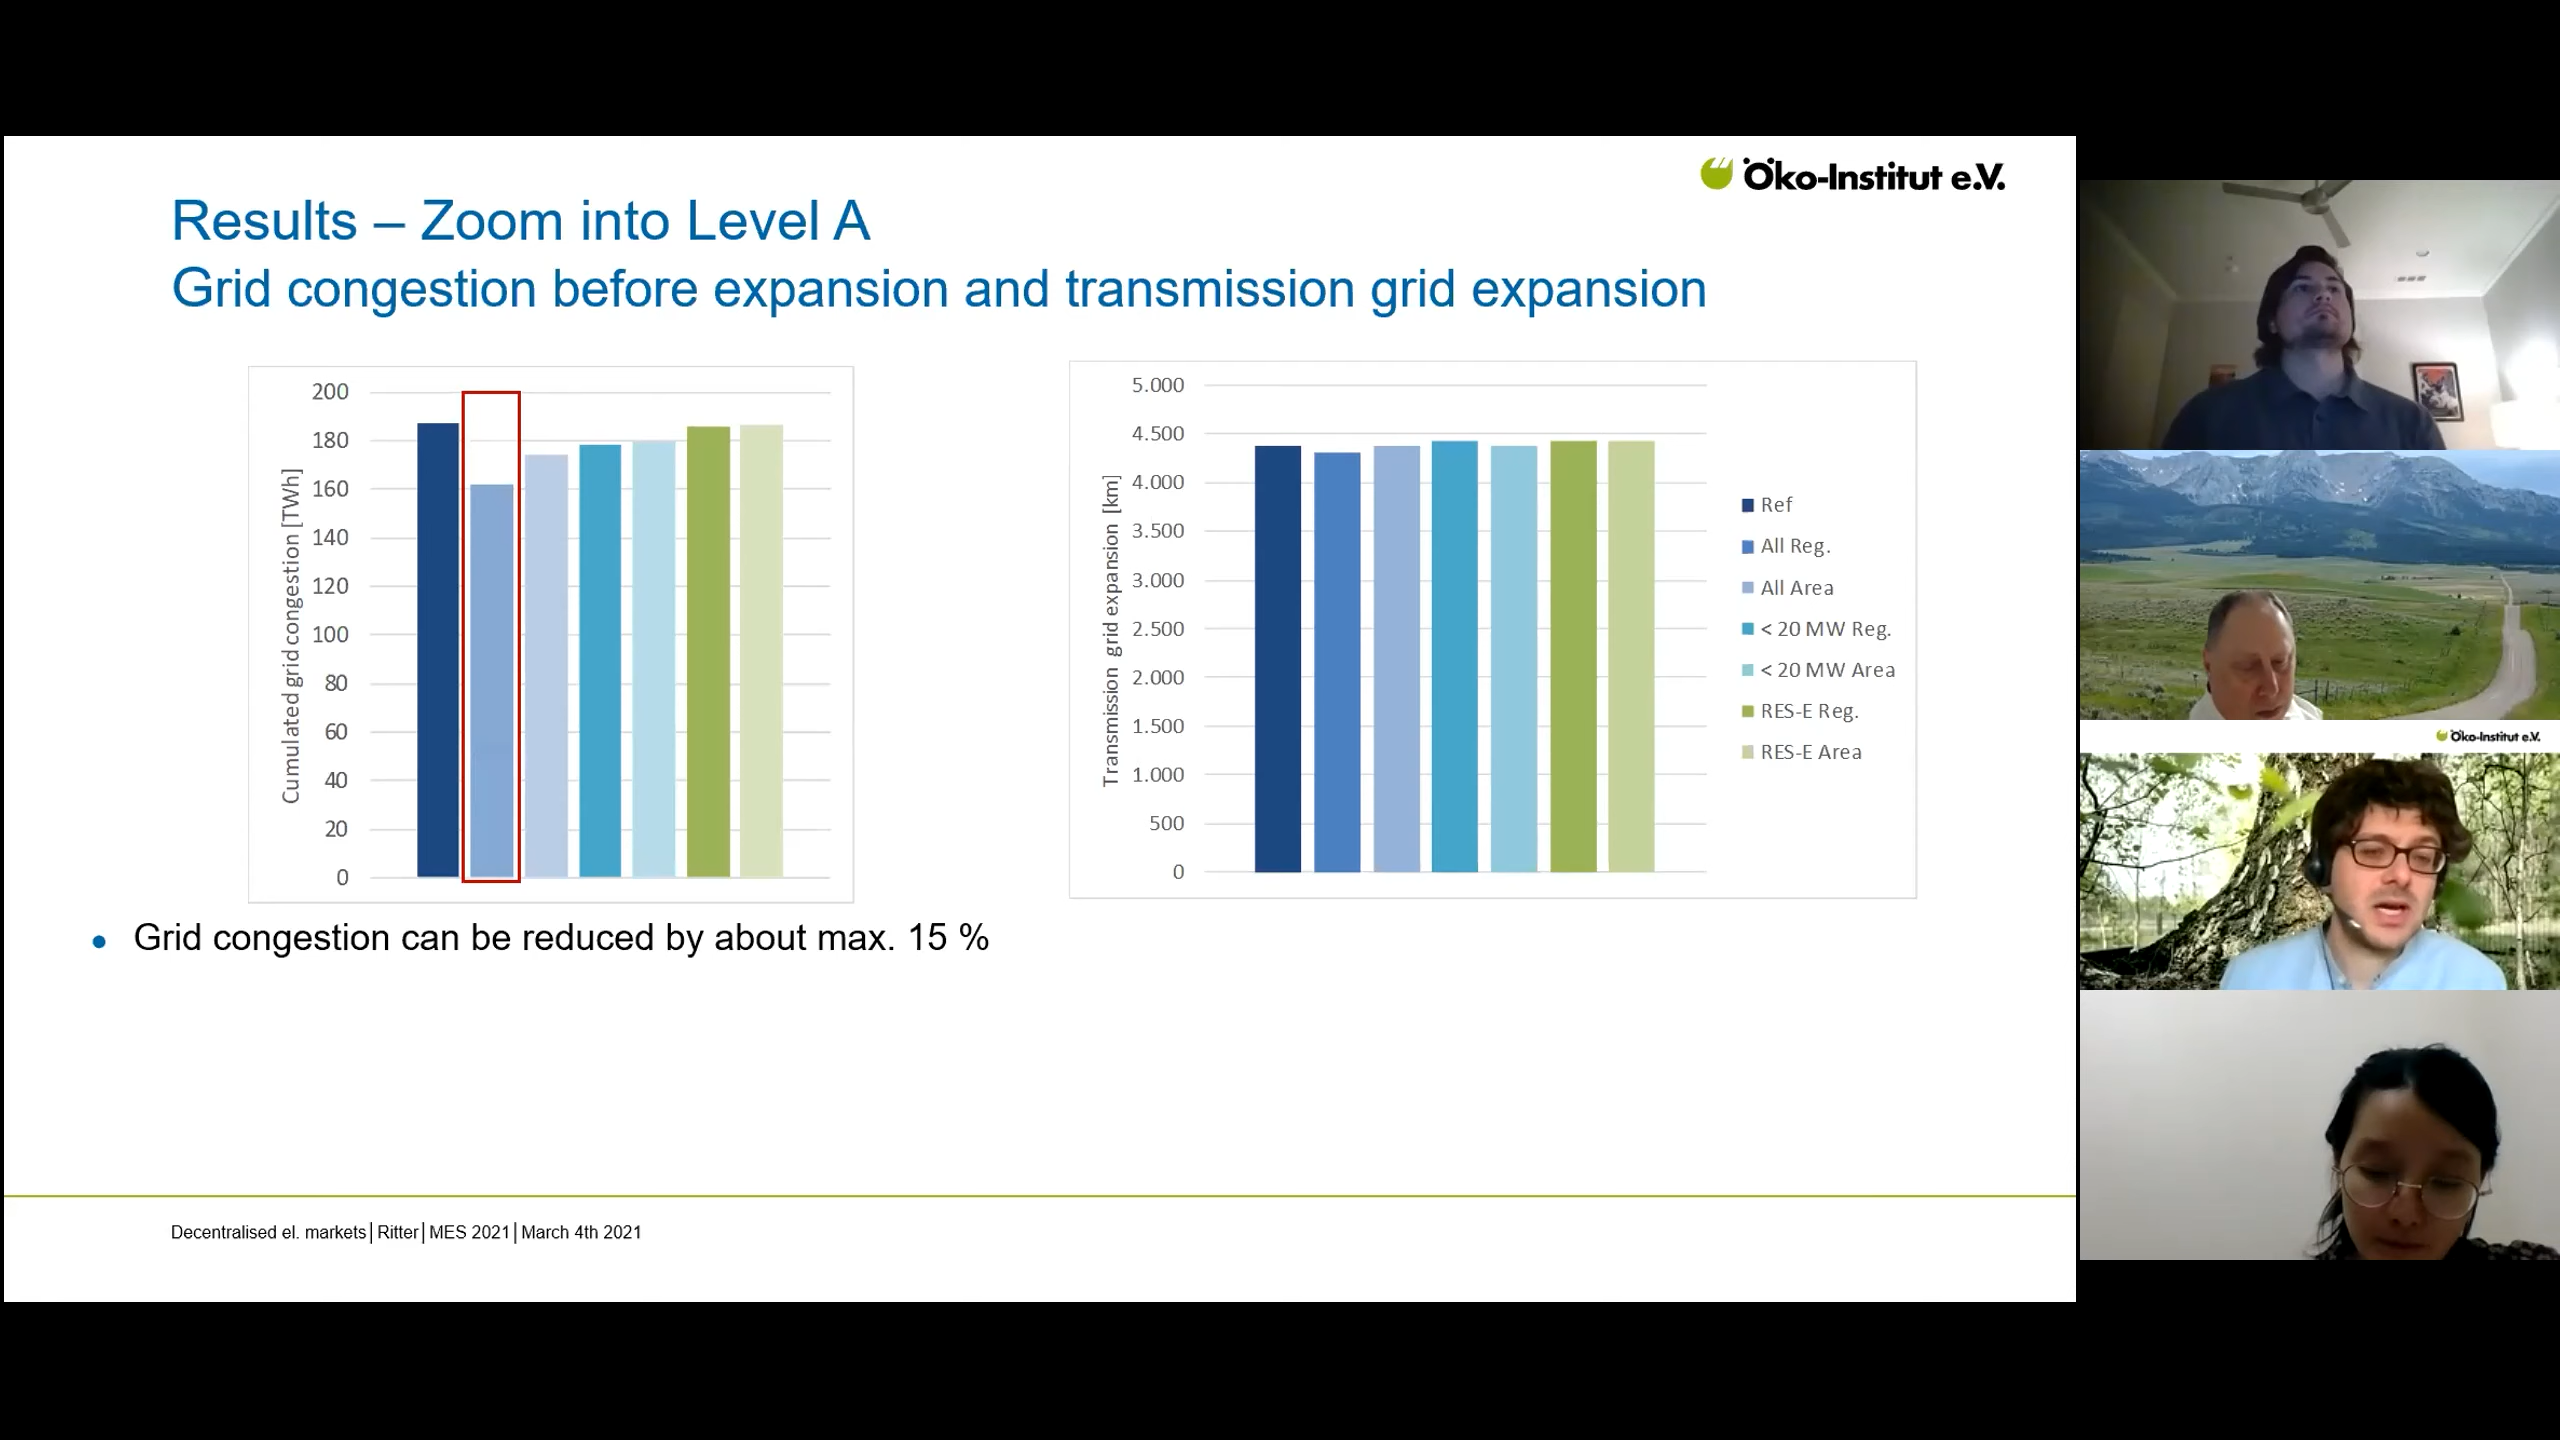 Öko-Institut e.V.
Results – Zoom into Level A
Grid congestion before expansion and transmission grid expansion
Cumulated grid congestion [TWh]
200
180
160
140
120
100
80
60
40
20
0
Transmission grid expansion [km]
5.000
4.500
4.000
3.500
3.000
2.500
2.000
1.500
1.000
500
0
Ref
All Reg.
All Area
< 20 MW Reg.
< 20 MW Area
RES-E Reg.
RES-E Area
• Grid congestion can be reduced by about max. 15 %
Decentralised el. markets│Ritter│MES 2021│March 4th 2021
Öko-Institut e.V.